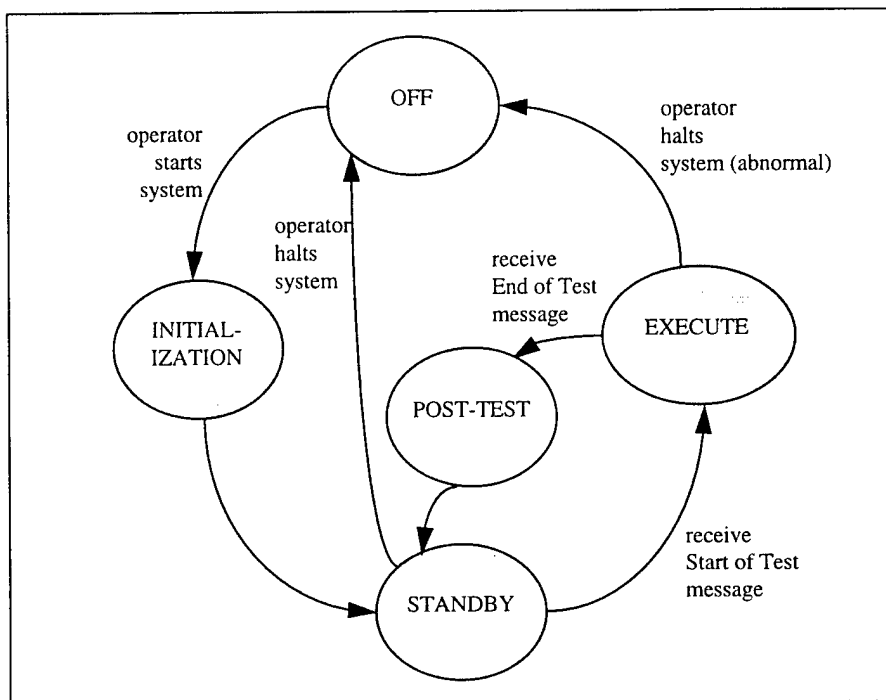 OFF
operator
starts
system
operator
halts
system (abnormal)
operator
halts
system
receive
End of Test
message
INITIAL-
IZATION
EXECUTE
POST-TEST
receive
Start of Test
message
STANDBY